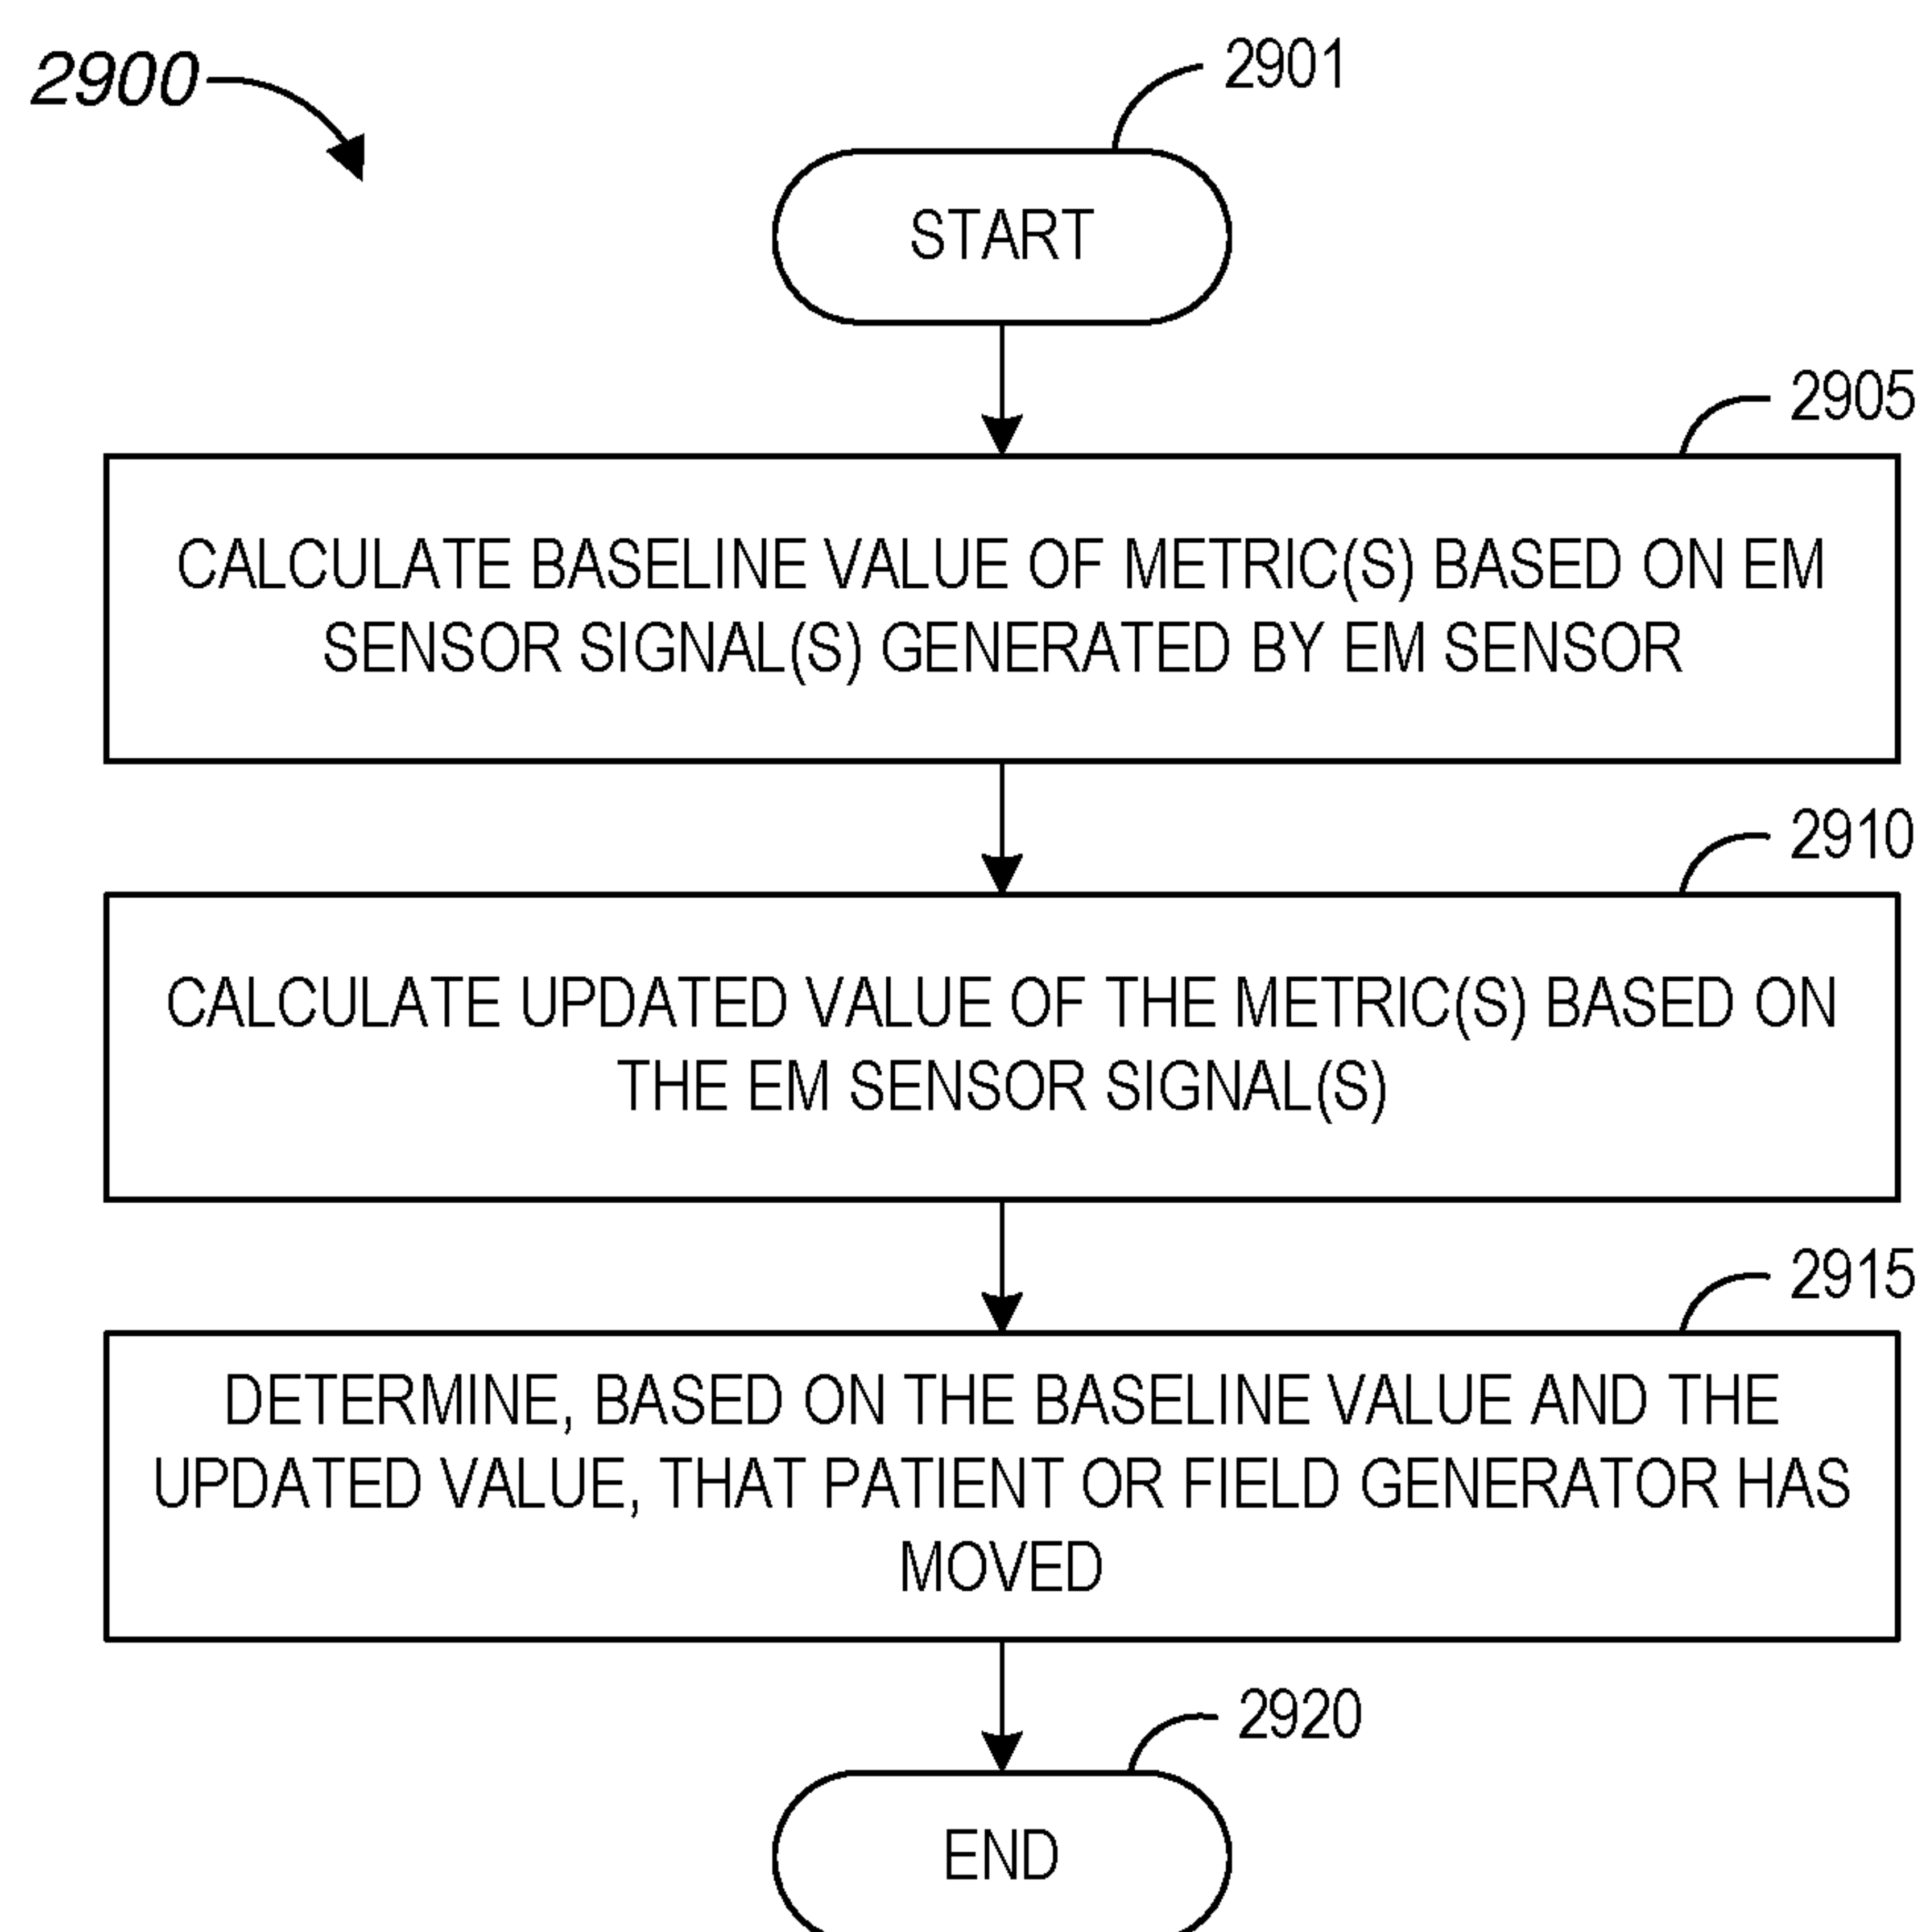 2900
2901
START
2905
CALCULATE BASELINE VALUE OF METRIC(S) BASED ON EM
SENSOR SIGNAL(S) GENERATED BY EM SENSOR
2910
CALCULATE UPDATED VALUE OF THE METRIC(S) BASED ON
THE EM SENSOR SIGNAL(S)
2915
DETERMINE, BASED ON THE BASELINE VALUE AND THE
UPDATED VALUE, THAT PATIENT OR FIELD GENERATOR HAS
MOVED
2920
END